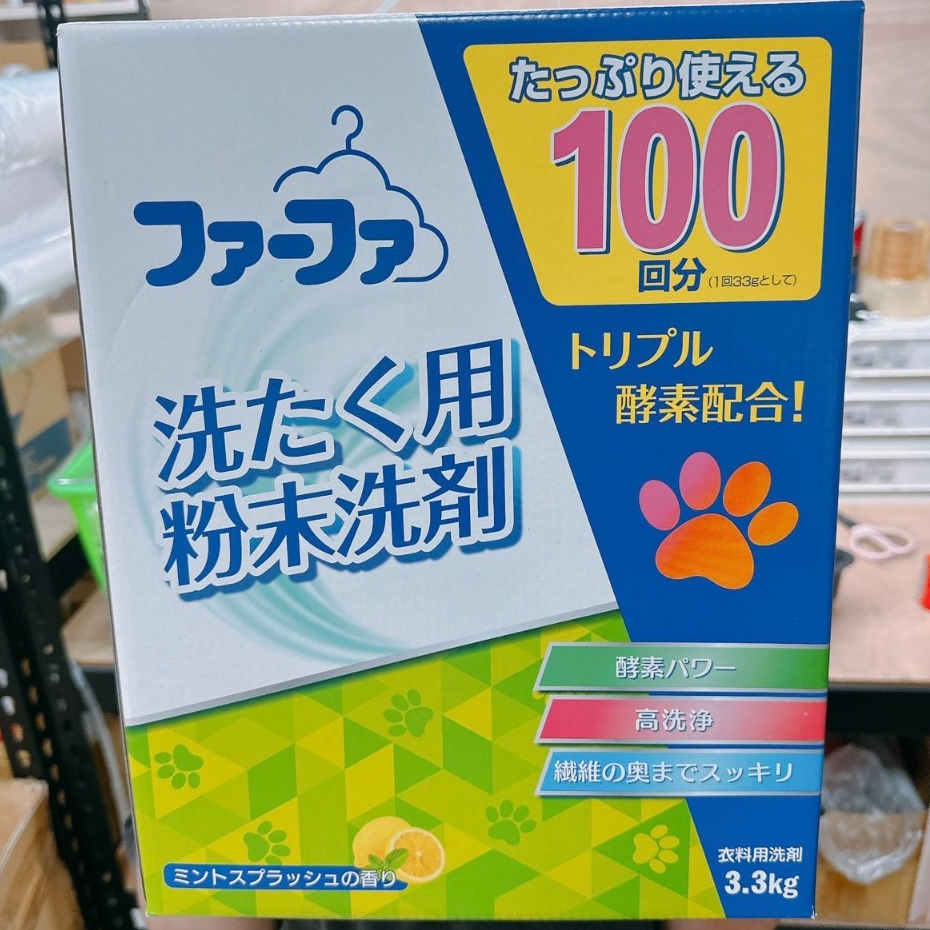 たっぷり使える
100
回分(1回33gとして)
ファーファ
洗たく用
粉末洗剤
トリプル
酵素配合!
酵素パワー
高洗浄
繊維の奥までスッキリ
ミントスプラッシュの香り
衣料用洗剤
3.3kg